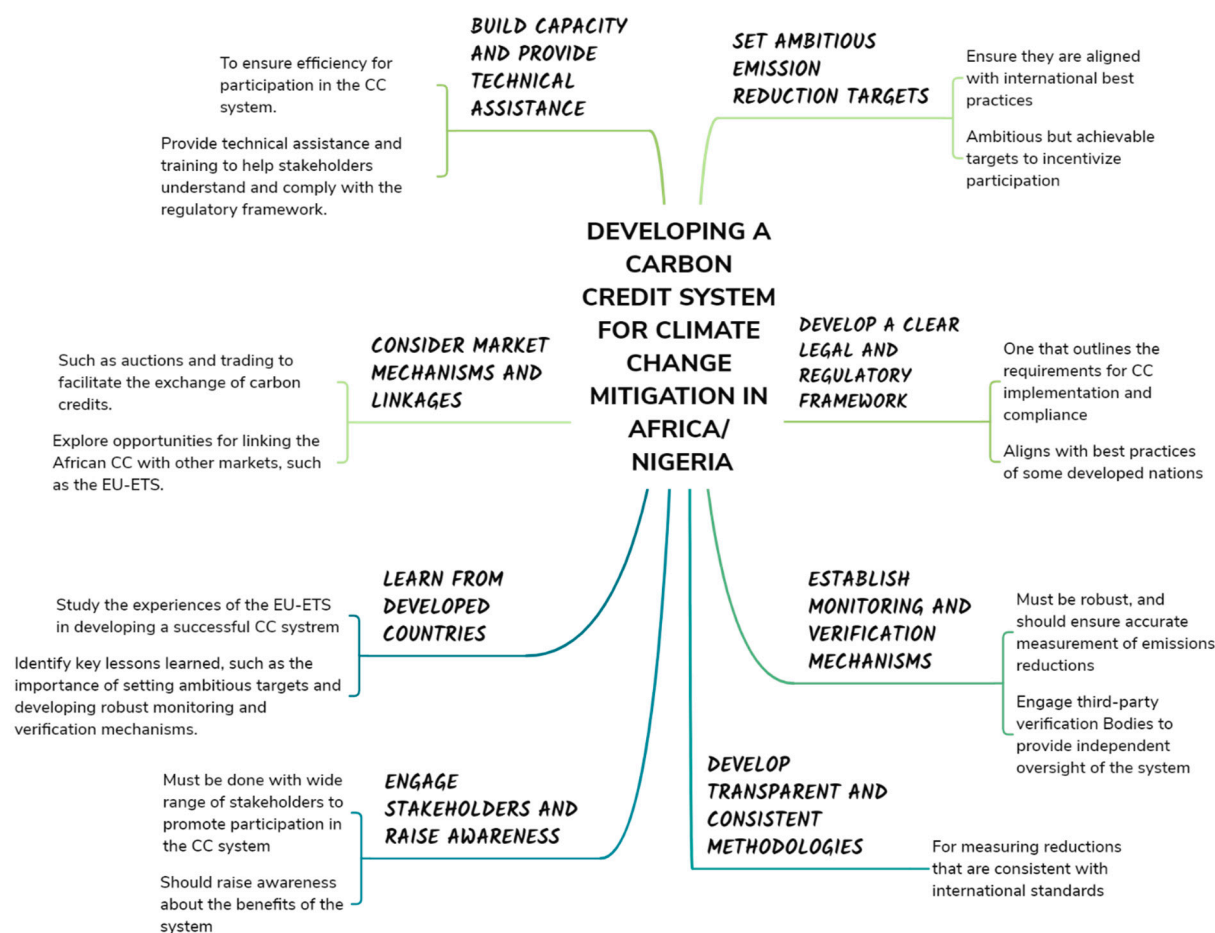 DEVELOPING A
CARBON
CREDIT SYSTEM
FOR CLIMATE
CHANGE
MITIGATION IN
AFRICA/
NIGERIA
SET AMBITIOUS
EMISSION
REDUCTION TARGETS
Ensure they are aligned
with international best
practices
Ambitious but achievable
targets to incentivize
participation
DEVELOP A CLEAR
LEGAL AND
REGULATORY
FRAMEWORK
One that outlines the
requirements for CC
implementation and
compliance
Aligns with best practices
of some developed nations
ESTABLISH
MONITORING AND
VERIFICATION
MECHANISMS
Must be robust, and
should ensure accurate
measurement of emissions
reductions
Engage third-party
verification Bodies to
provide independent
oversight of the system
DEVELOP
TRANSPARENT AND
CONSISTENT
METHODOLOGIES
For measuring reductions
that are consistent with
international standards
ENGAGE
STAKEHOLDERS AND
RAISE AWARENESS
Must be done with wide
range of stakeholders to
promote participation in
the CC system
Should raise awareness
about the benefits of the
system
LEARN FROM
DEVELOPED
COUNTRIES
Study the experiences of the EU-ETS
in developing a successful CC systrem
Identify key lessons learned, such as the
importance of setting ambitious targets and
developing robust monitoring and
verification mechanisms.
CONSIDER MARKET
MECHANISMS AND
LINKAGES
Such as auctions and trading to
facilitate the exchange of carbon
credits.
Explore opportunities for linking the
African CC with other markets, such
as the EU-ETS.
BUILD CAPACITY
AND PROVIDE
TECHNICAL
ASSISTANCE
To ensure efficiency for
participation in the CC
system.
Provide technical assistance and
training to help stakeholders
understand and comply with the
regulatory framework.